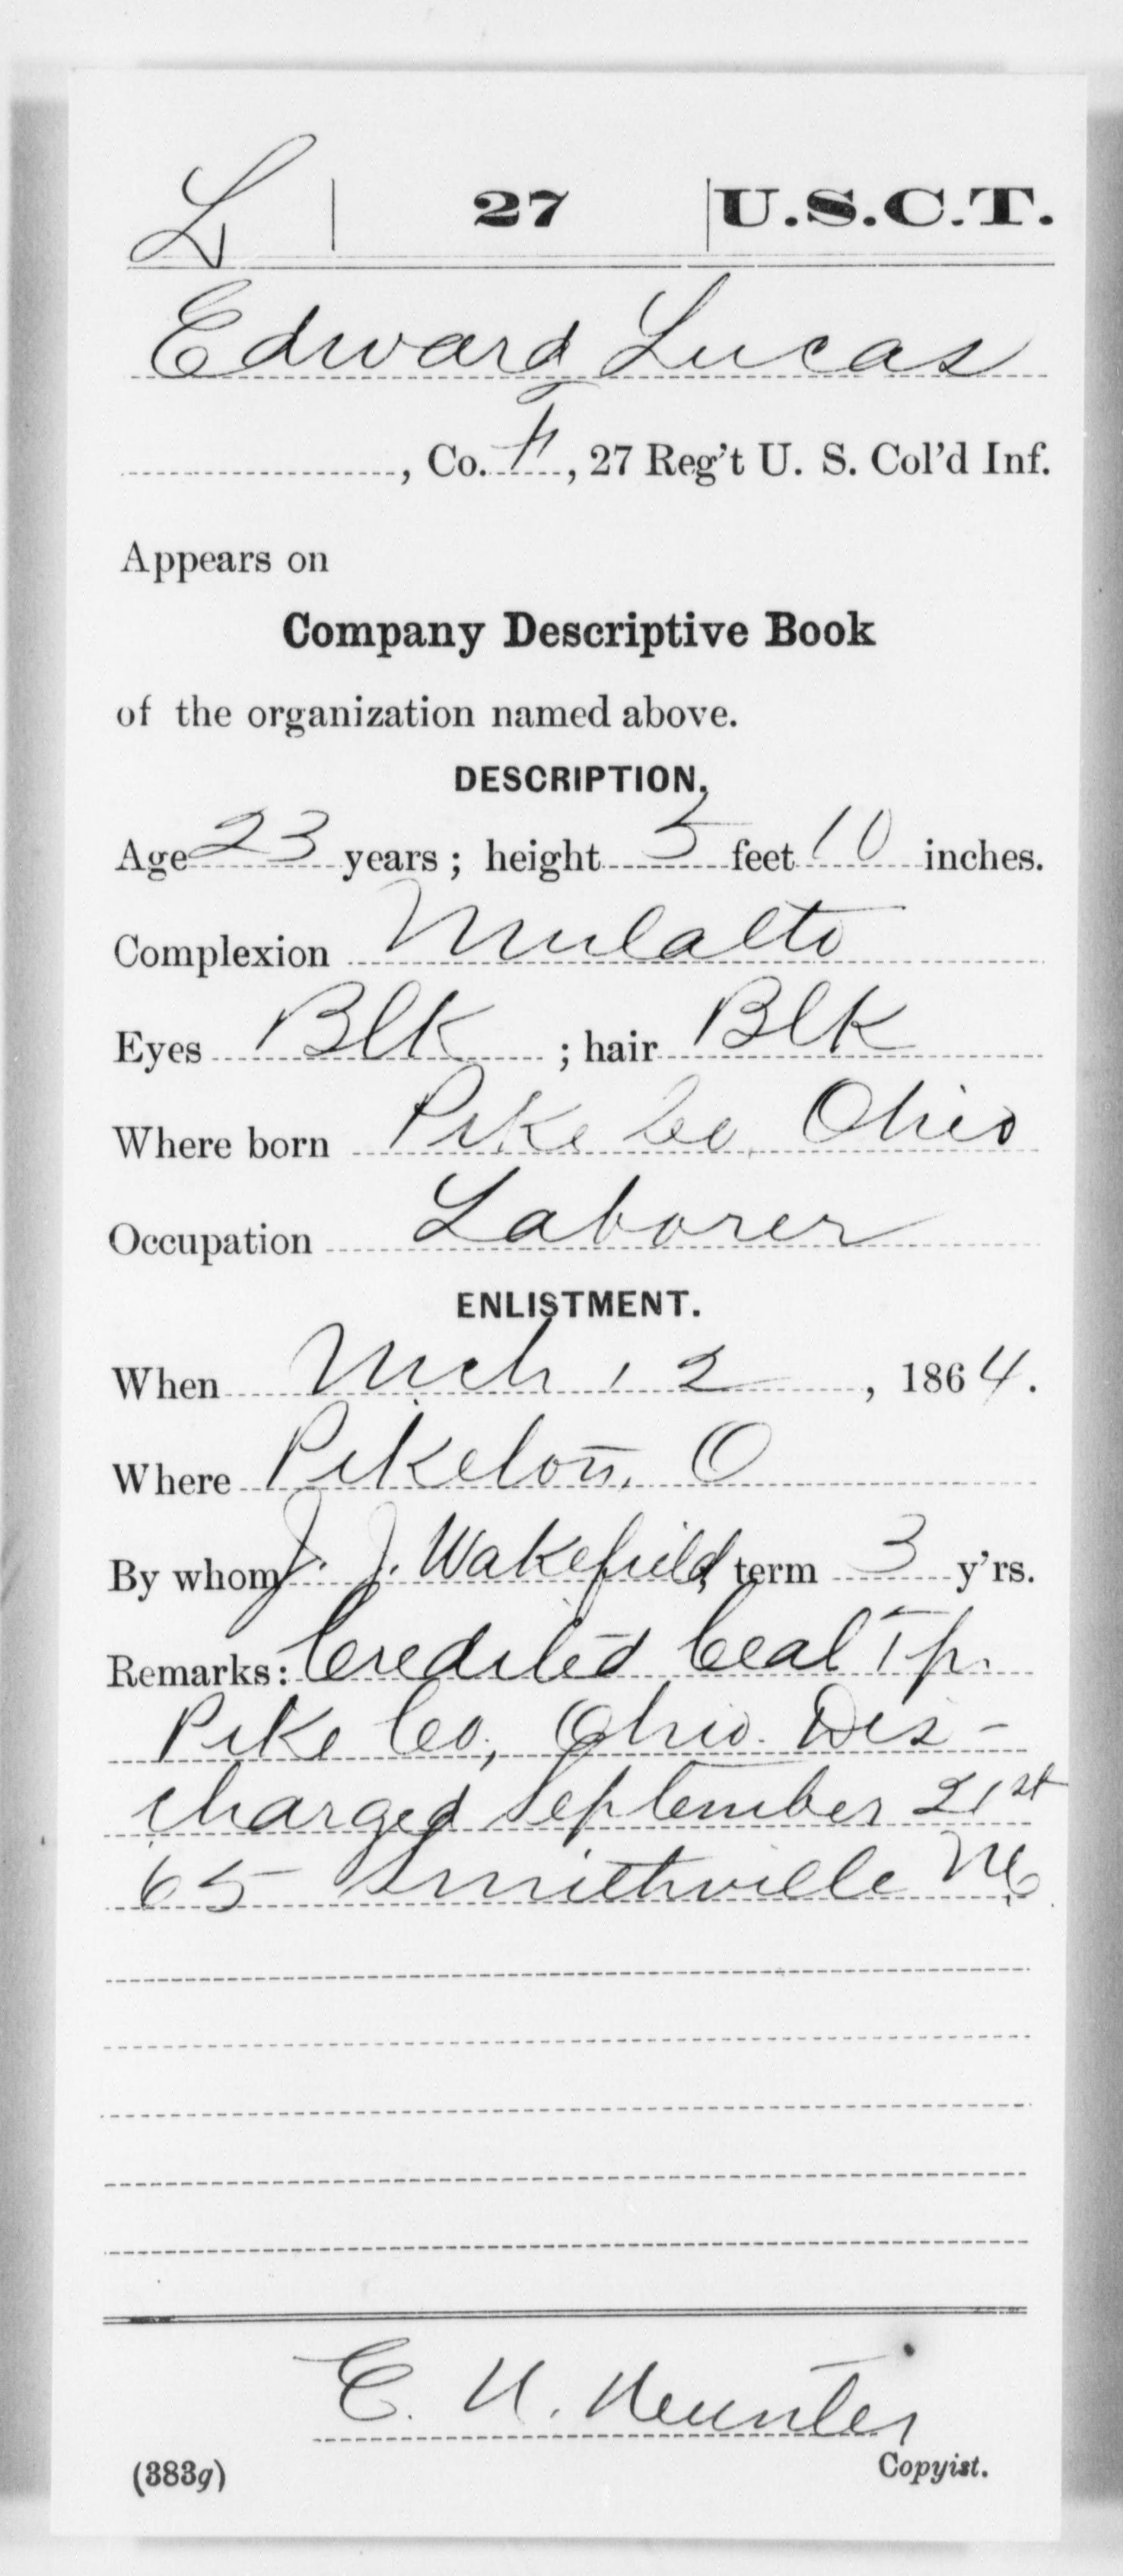 L | 27 | U.S.C.T.
Edward Lucas
, Co. F, 27 Reg't U. S. Col'd Inf.
Appears on
Company Descriptive Book
of the organization named above.
DESCRIPTION.
Age 23 years; height 5 feet 10 inches.
Complexion Mulatto
Eyes Blk; hair Blk
Where born Pike Co, Ohio
Occupation Laborer
ENLISTMENT.
When Mch 12, 1864.
Where Piketon, O
By whom J. J. Wakefield, term 3 y'rs.
Remarks: Credited Beal Tp.
Pike Co, Ohio. Dis-
charged September 21st
65 Smithville NC
C. H. Hunter
Copyist.
(383g)